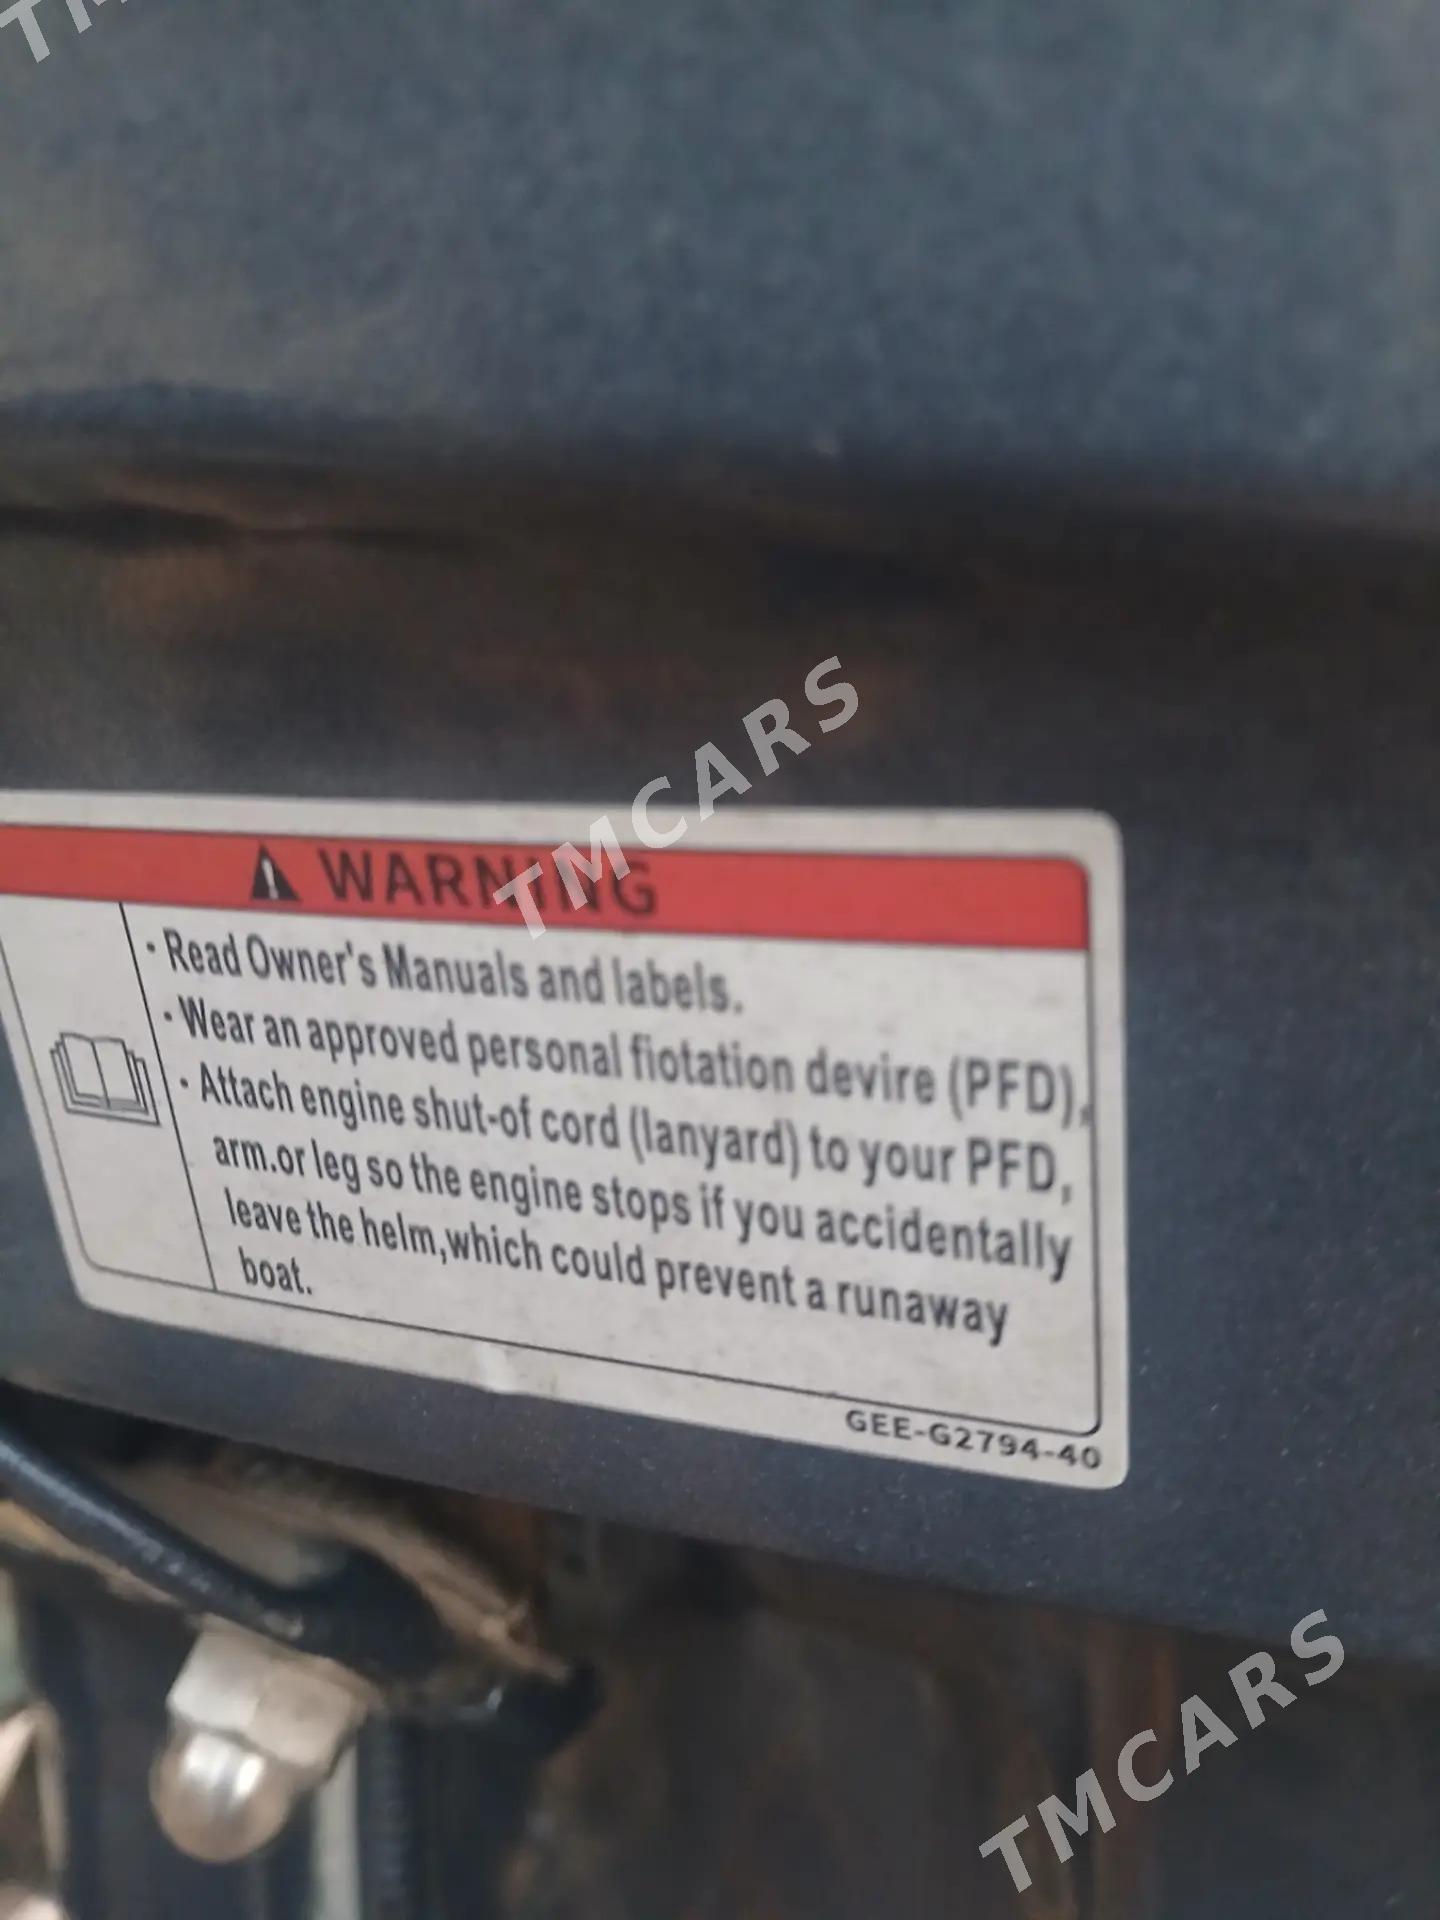 TM
TMCARS
WARNING
· Read Owner's Manuals and labels.
· Wear an approved personal fiotation devire (PFD),
· Attach engine shut-of cord (lanyard) to your PFD,
arm.or leg so the engine stops if you accidentally
leave the helm,which could prevent a runaway
boat.
GEE-G2794-40
TMCARS